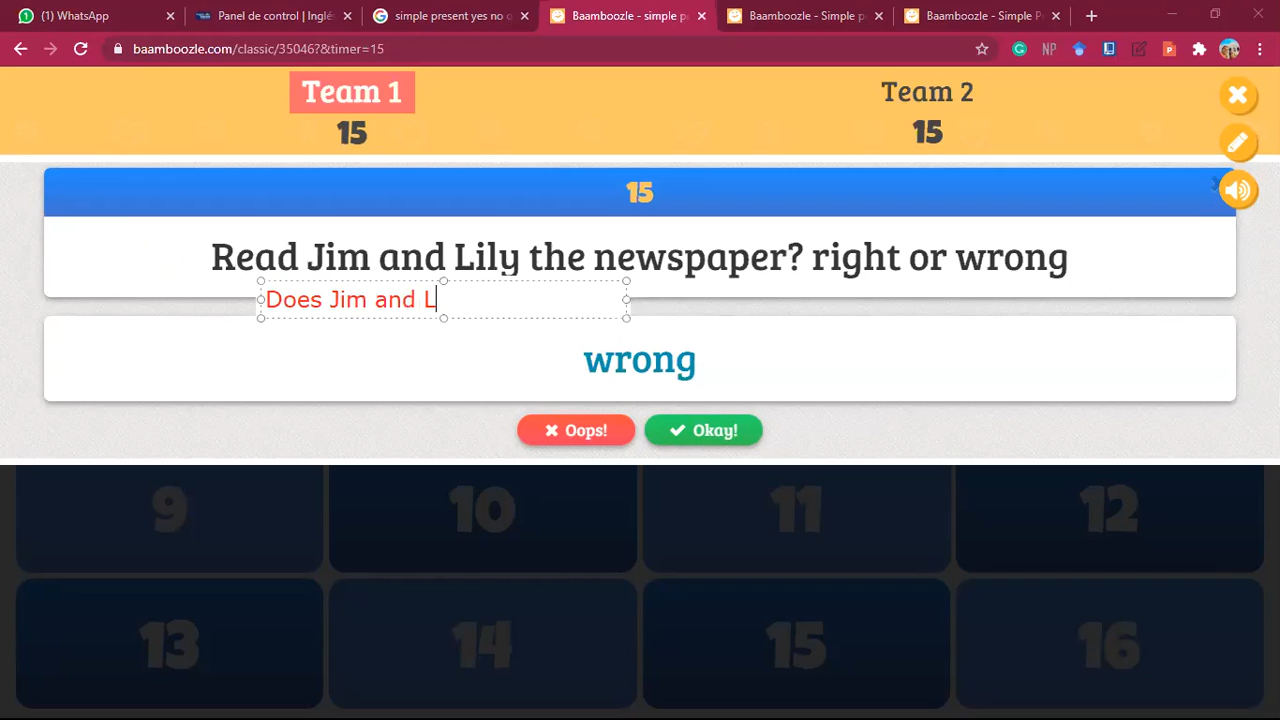 (1) WhatsApp
Panel de control | Inglé
simple present yes no q
Baamboozle - simple pr
Baamboozle - Simple p
Baamboozle - Simple P
baamboozle.com/classic/35046?&timer=15
NP
Team 1
15
Team 2
15
15
Read Jim and Lily the newspaper? right or wrong
Does Jim and L
wrong
Oops!
Okay!
9
10
11
12
13
14
15
16